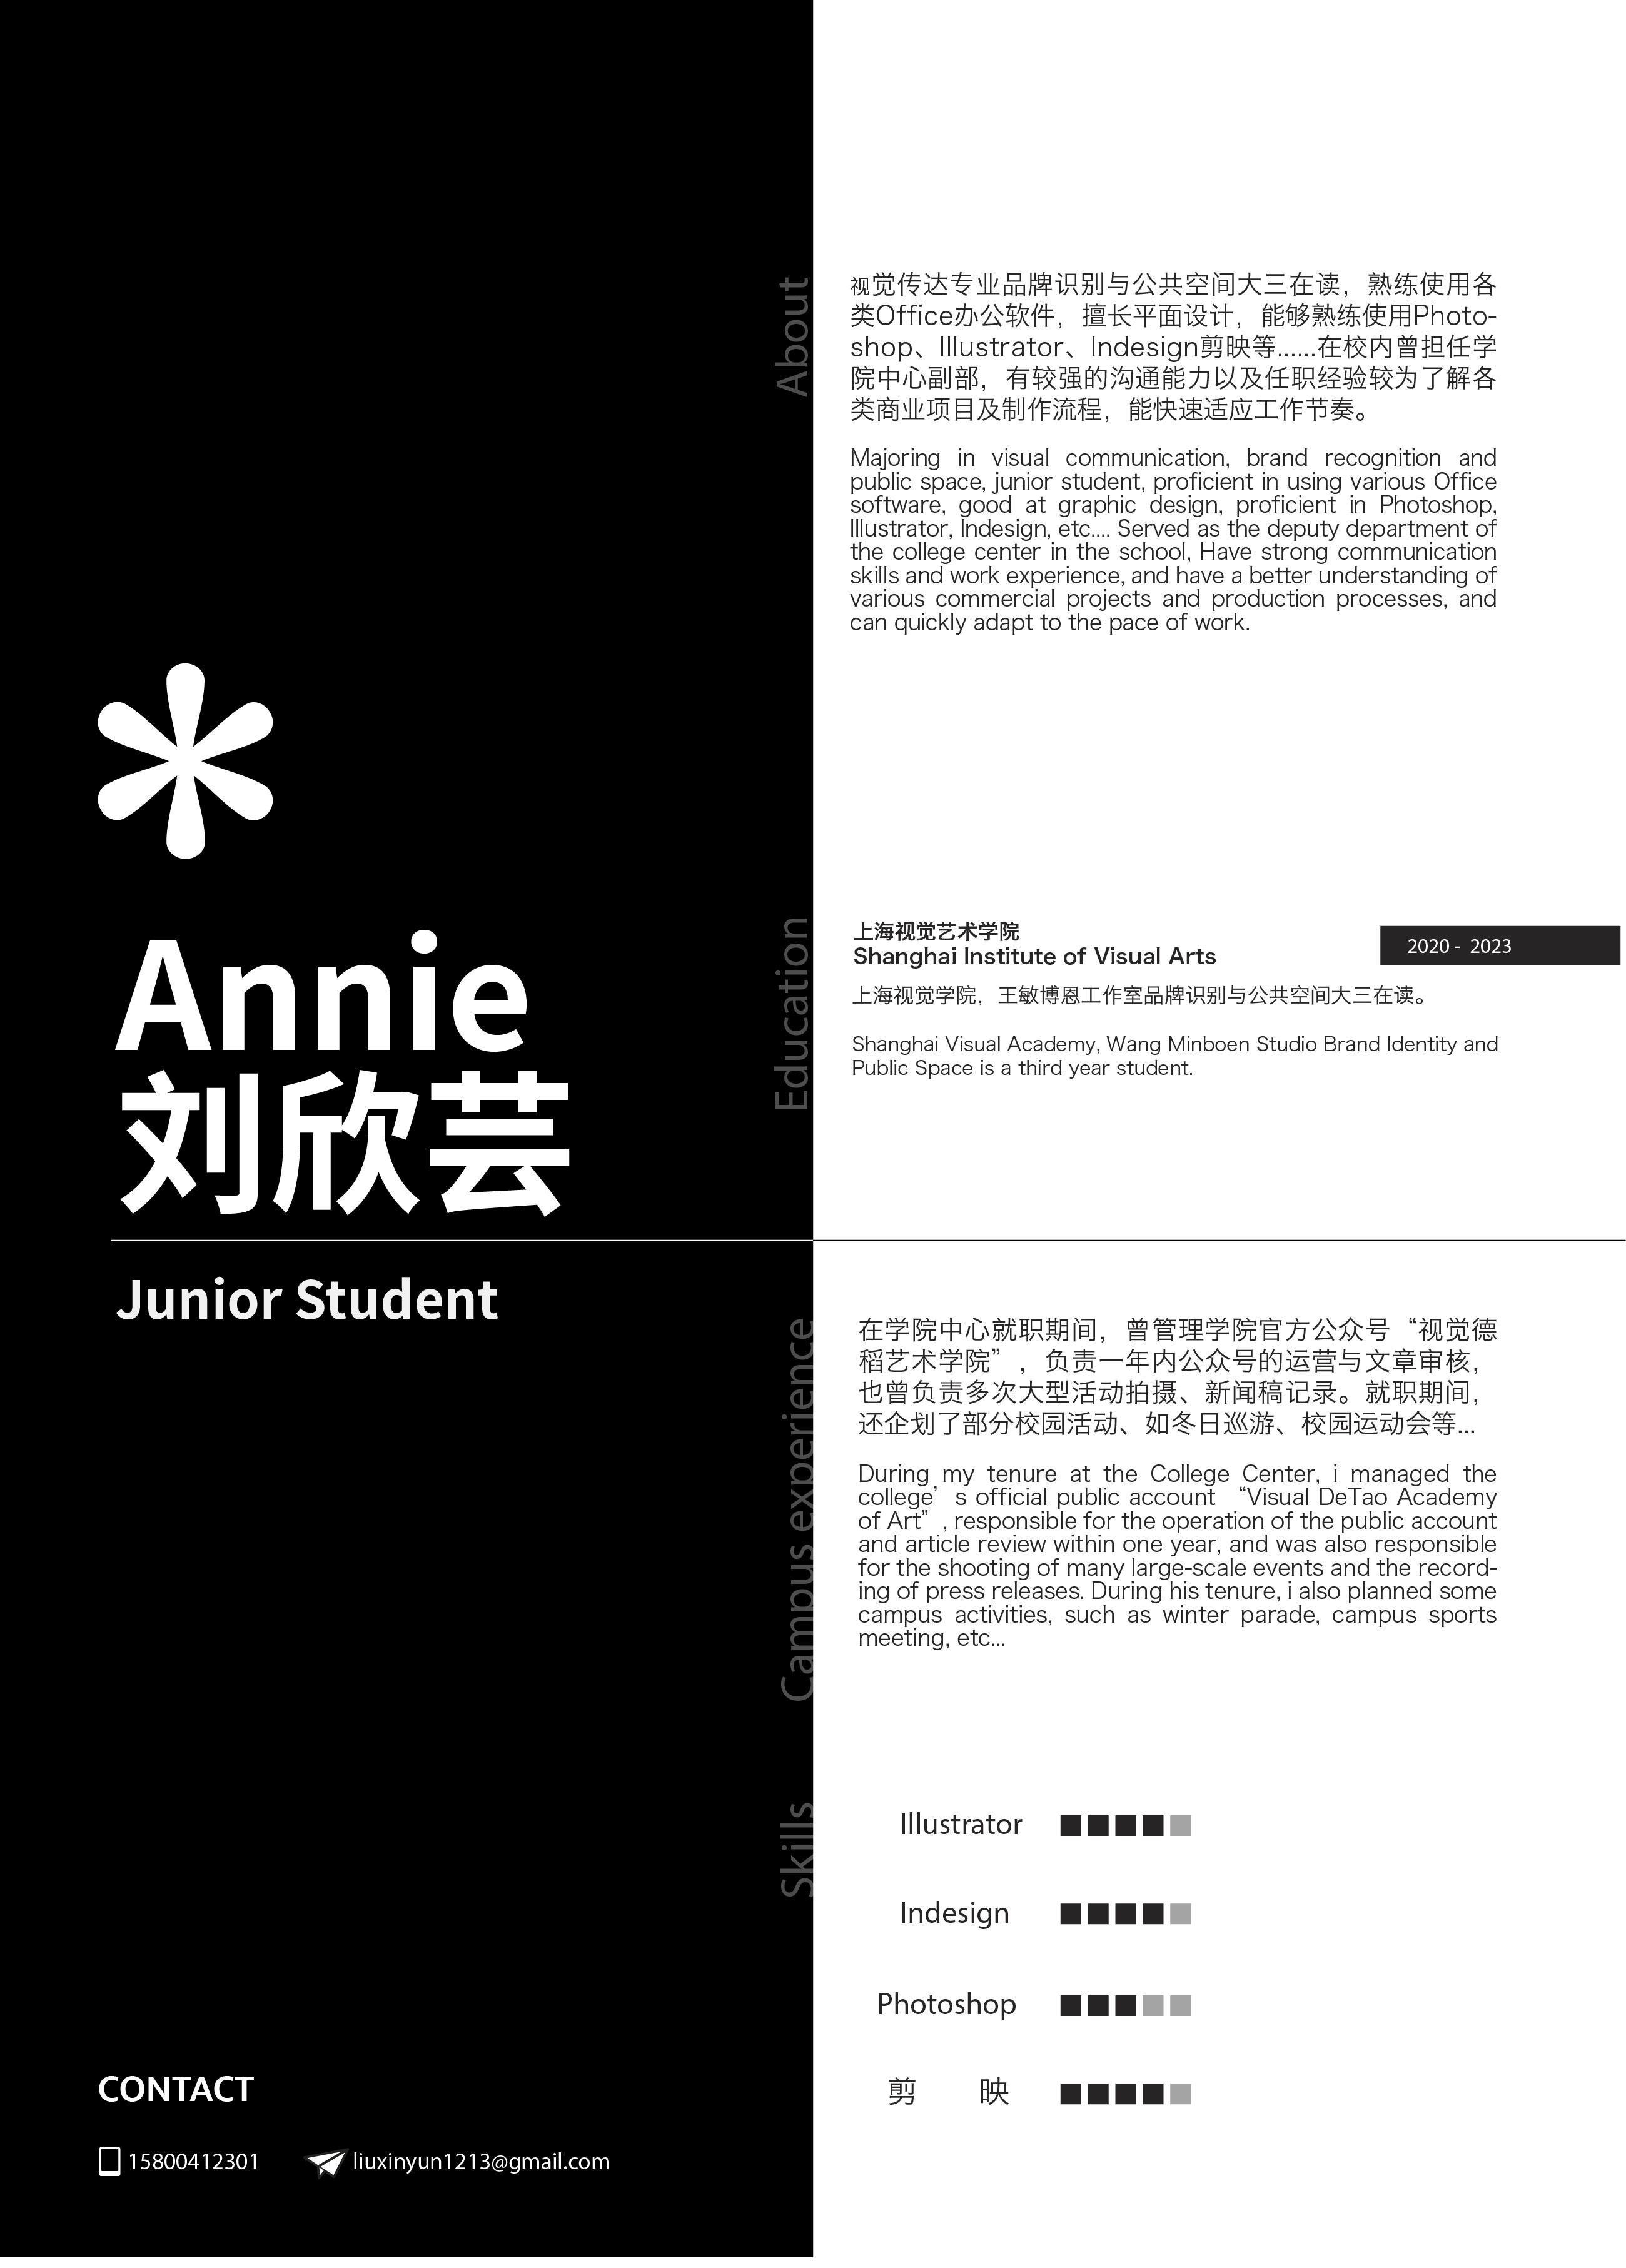 Annie
刘欣芸
Junior Student
CONTACT
15800412301
liuxinyun1213@gmail.com
About
视觉传达专业品牌识别与公共空间大三在读，熟练使用各
类Office办公软件，擅长平面设计，能够熟练使用Photo-
shop、Illustrator、Indesign剪映等......在校内曾担任学
院中心副部，有较强的沟通能力以及任职经验较为了解各
类商业项目及制作流程，能快速适应工作节奏。
Majoring in visual communication, brand recognition and
public space, junior student, proficient in using various Office
software, good at graphic design, proficient in Photoshop,
Illustrator, Indesign, etc.... Served as the deputy department of
the college center in the school, Have strong communication
skills and work experience, and have a better understanding of
various commercial projects and production processes, and
can quickly adapt to the pace of work.
Education
上海视觉艺术学院
Shanghai Institute of Visual Arts
2020 - 2023
上海视觉学院，王敏博恩工作室品牌识别与公共空间大三在读。
Shanghai Visual Academy, Wang Minboen Studio Brand Identity and
Public Space is a third year student.
Campus experience
在学院中心就职期间，曾管理学院官方公众号“视觉德
稻艺术学院”，负责一年内公众号的运营与文章审核，
也曾负责多次大型活动拍摄、新闻稿记录。就职期间，
还企划了部分校园活动、如冬日巡游、校园运动会等...
During my tenure at the College Center, i managed the
college’s official public account “Visual DeTao Academy
of Art”, responsible for the operation of the public account
and article review within one year, and was also responsible
for the shooting of many large-scale events and the record-
ing of press releases. During his tenure, i also planned some
campus activities, such as winter parade, campus sports
meeting, etc...
Skills
Illustrator
Indesign
Photoshop
剪 映